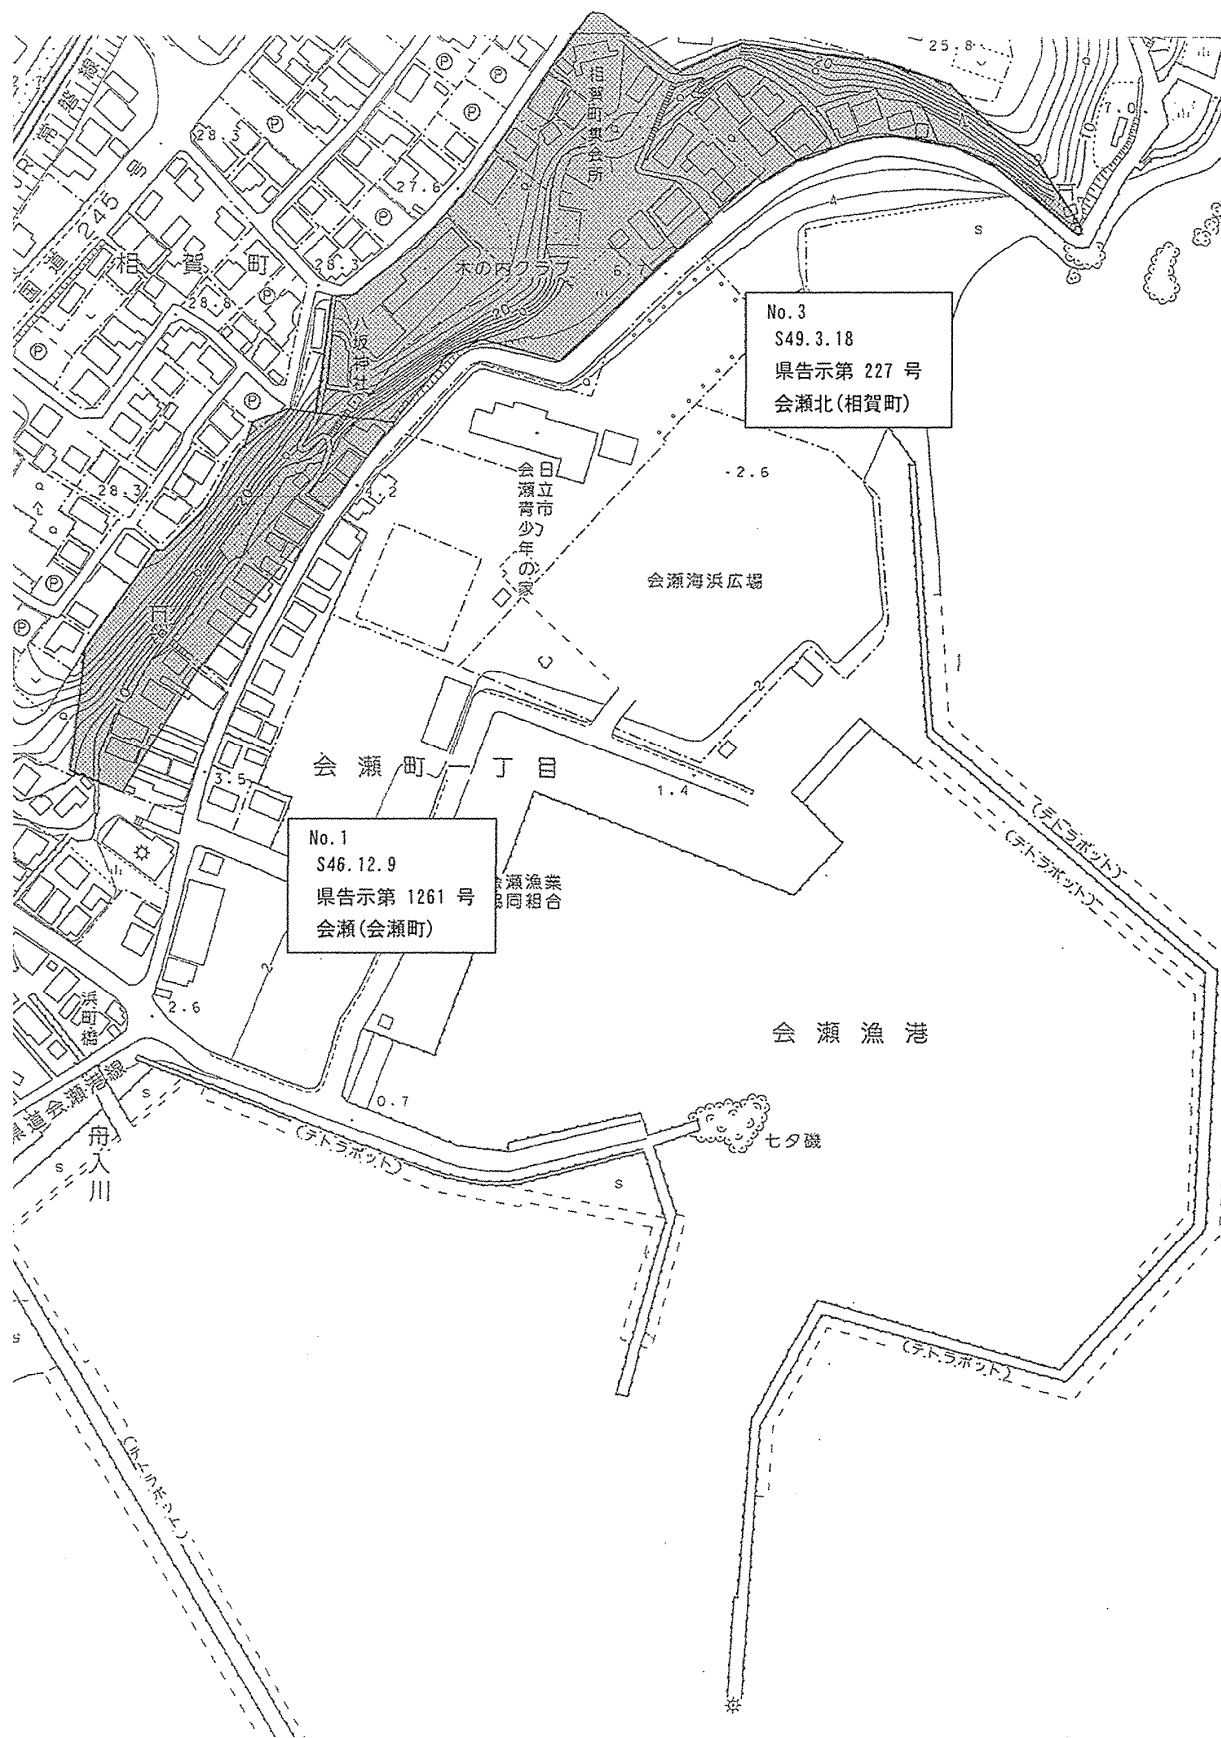 25.8
20
28.3
相賀町集会所
7.0
27.6
国道245号
相賀町
28.3
木の内クラブ
6.7
4
s
28.8
20
八坂神社
No.3
S49.3.18
県告示第 227 号
会瀬北(相賀町)
28.3
4.2
日立市
会瀬青少年の家
-2.6
会瀬海浜広場
2
会瀬町一丁目
3.5
1.4
No.1
S46.12.9
県告示第 1261 号
会瀬(会瀬町)
(テトラポット)
(テトラポット)
会瀬漁業
協同組合
2
2.6
浜町橋
会瀬漁港
県道会瀬港線
s
0.7
七夕磯
(テトラポット)
舟入川
s
s
s
(テトラポット)
(テトラポット)